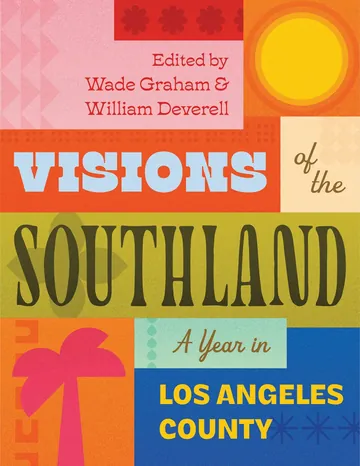 Edited by
Wade Graham &
William Deverell
VISIONS
of
the
SOUTHLAND
A Year in
LOS ANGELES
COUNTY